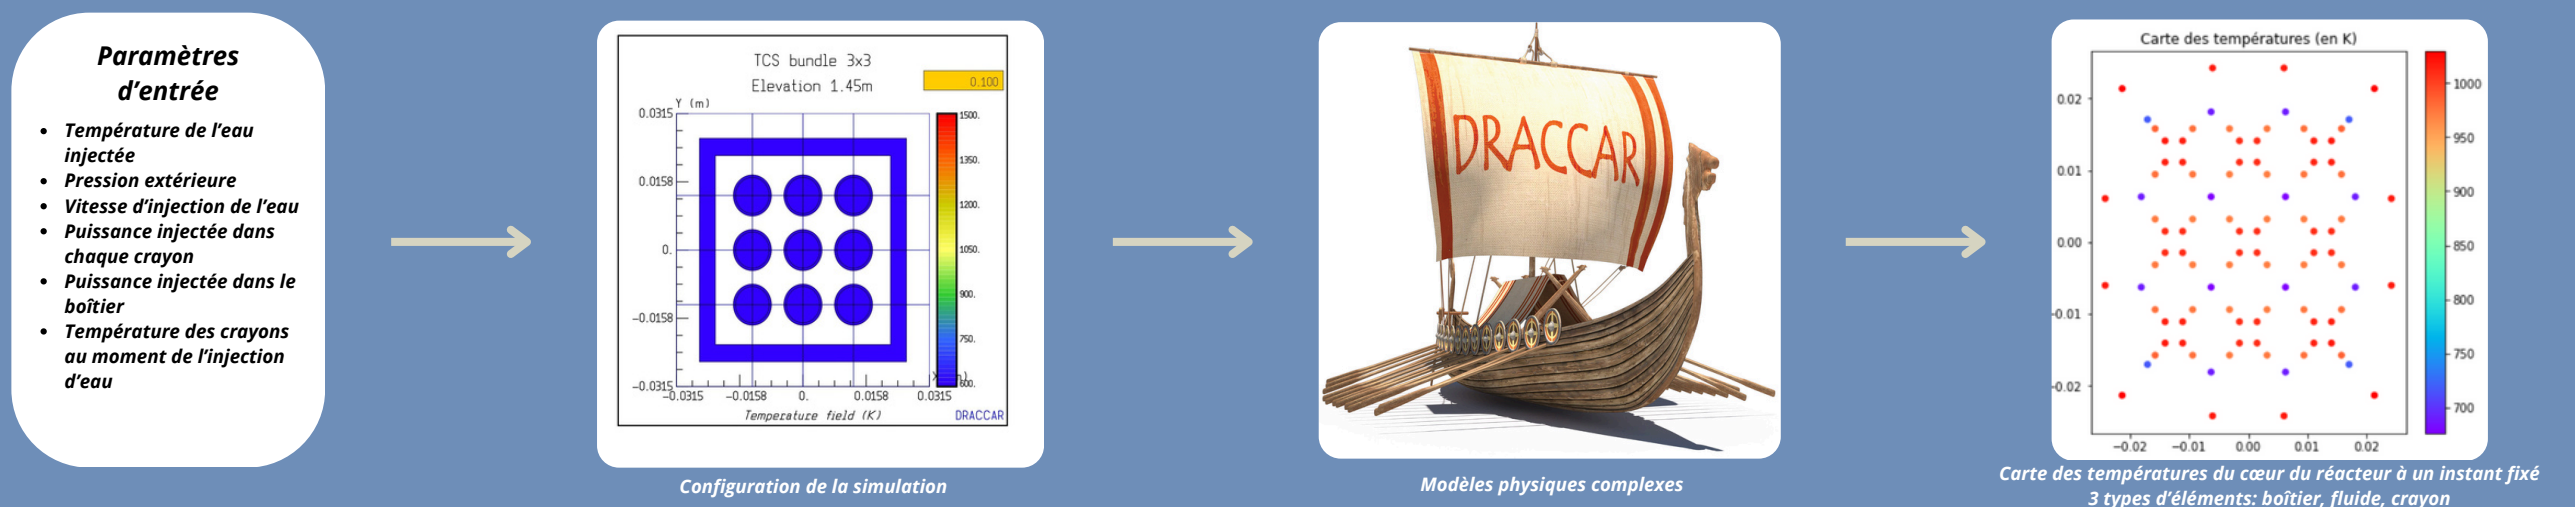 Paramètres
d’entrée
Température de l’eau
injectée
Pression extérieure
Vitesse d’injection de l’eau
Puissance injectée dans
chaque crayon
Puissance injectée dans le
boîtier
Température des crayons
au moment de l’injection
d’eau
TCS bundle 3x3
Elevation 1.45m
0.100
Y (m)
0.0315
0.0158
0.
-0.0158
-0.0315
-0.0315 -0.0158 0. 0.0158 0.0315
1500.
1350.
1200.
1050.
900.
750.
600.
Temperature field (K)
DRACCAR
Configuration de la simulation
DRACCAR
Modèles physiques complexes
Carte des températures (en K)
0.02
0.01
0.00
-0.01
-0.02
-0.02 -0.01 0.00 0.01 0.02
1000
950
900
850
800
750
700
Carte des températures du cœur du réacteur à un instant fixé
3 types d’éléments: boîtier, fluide, crayon